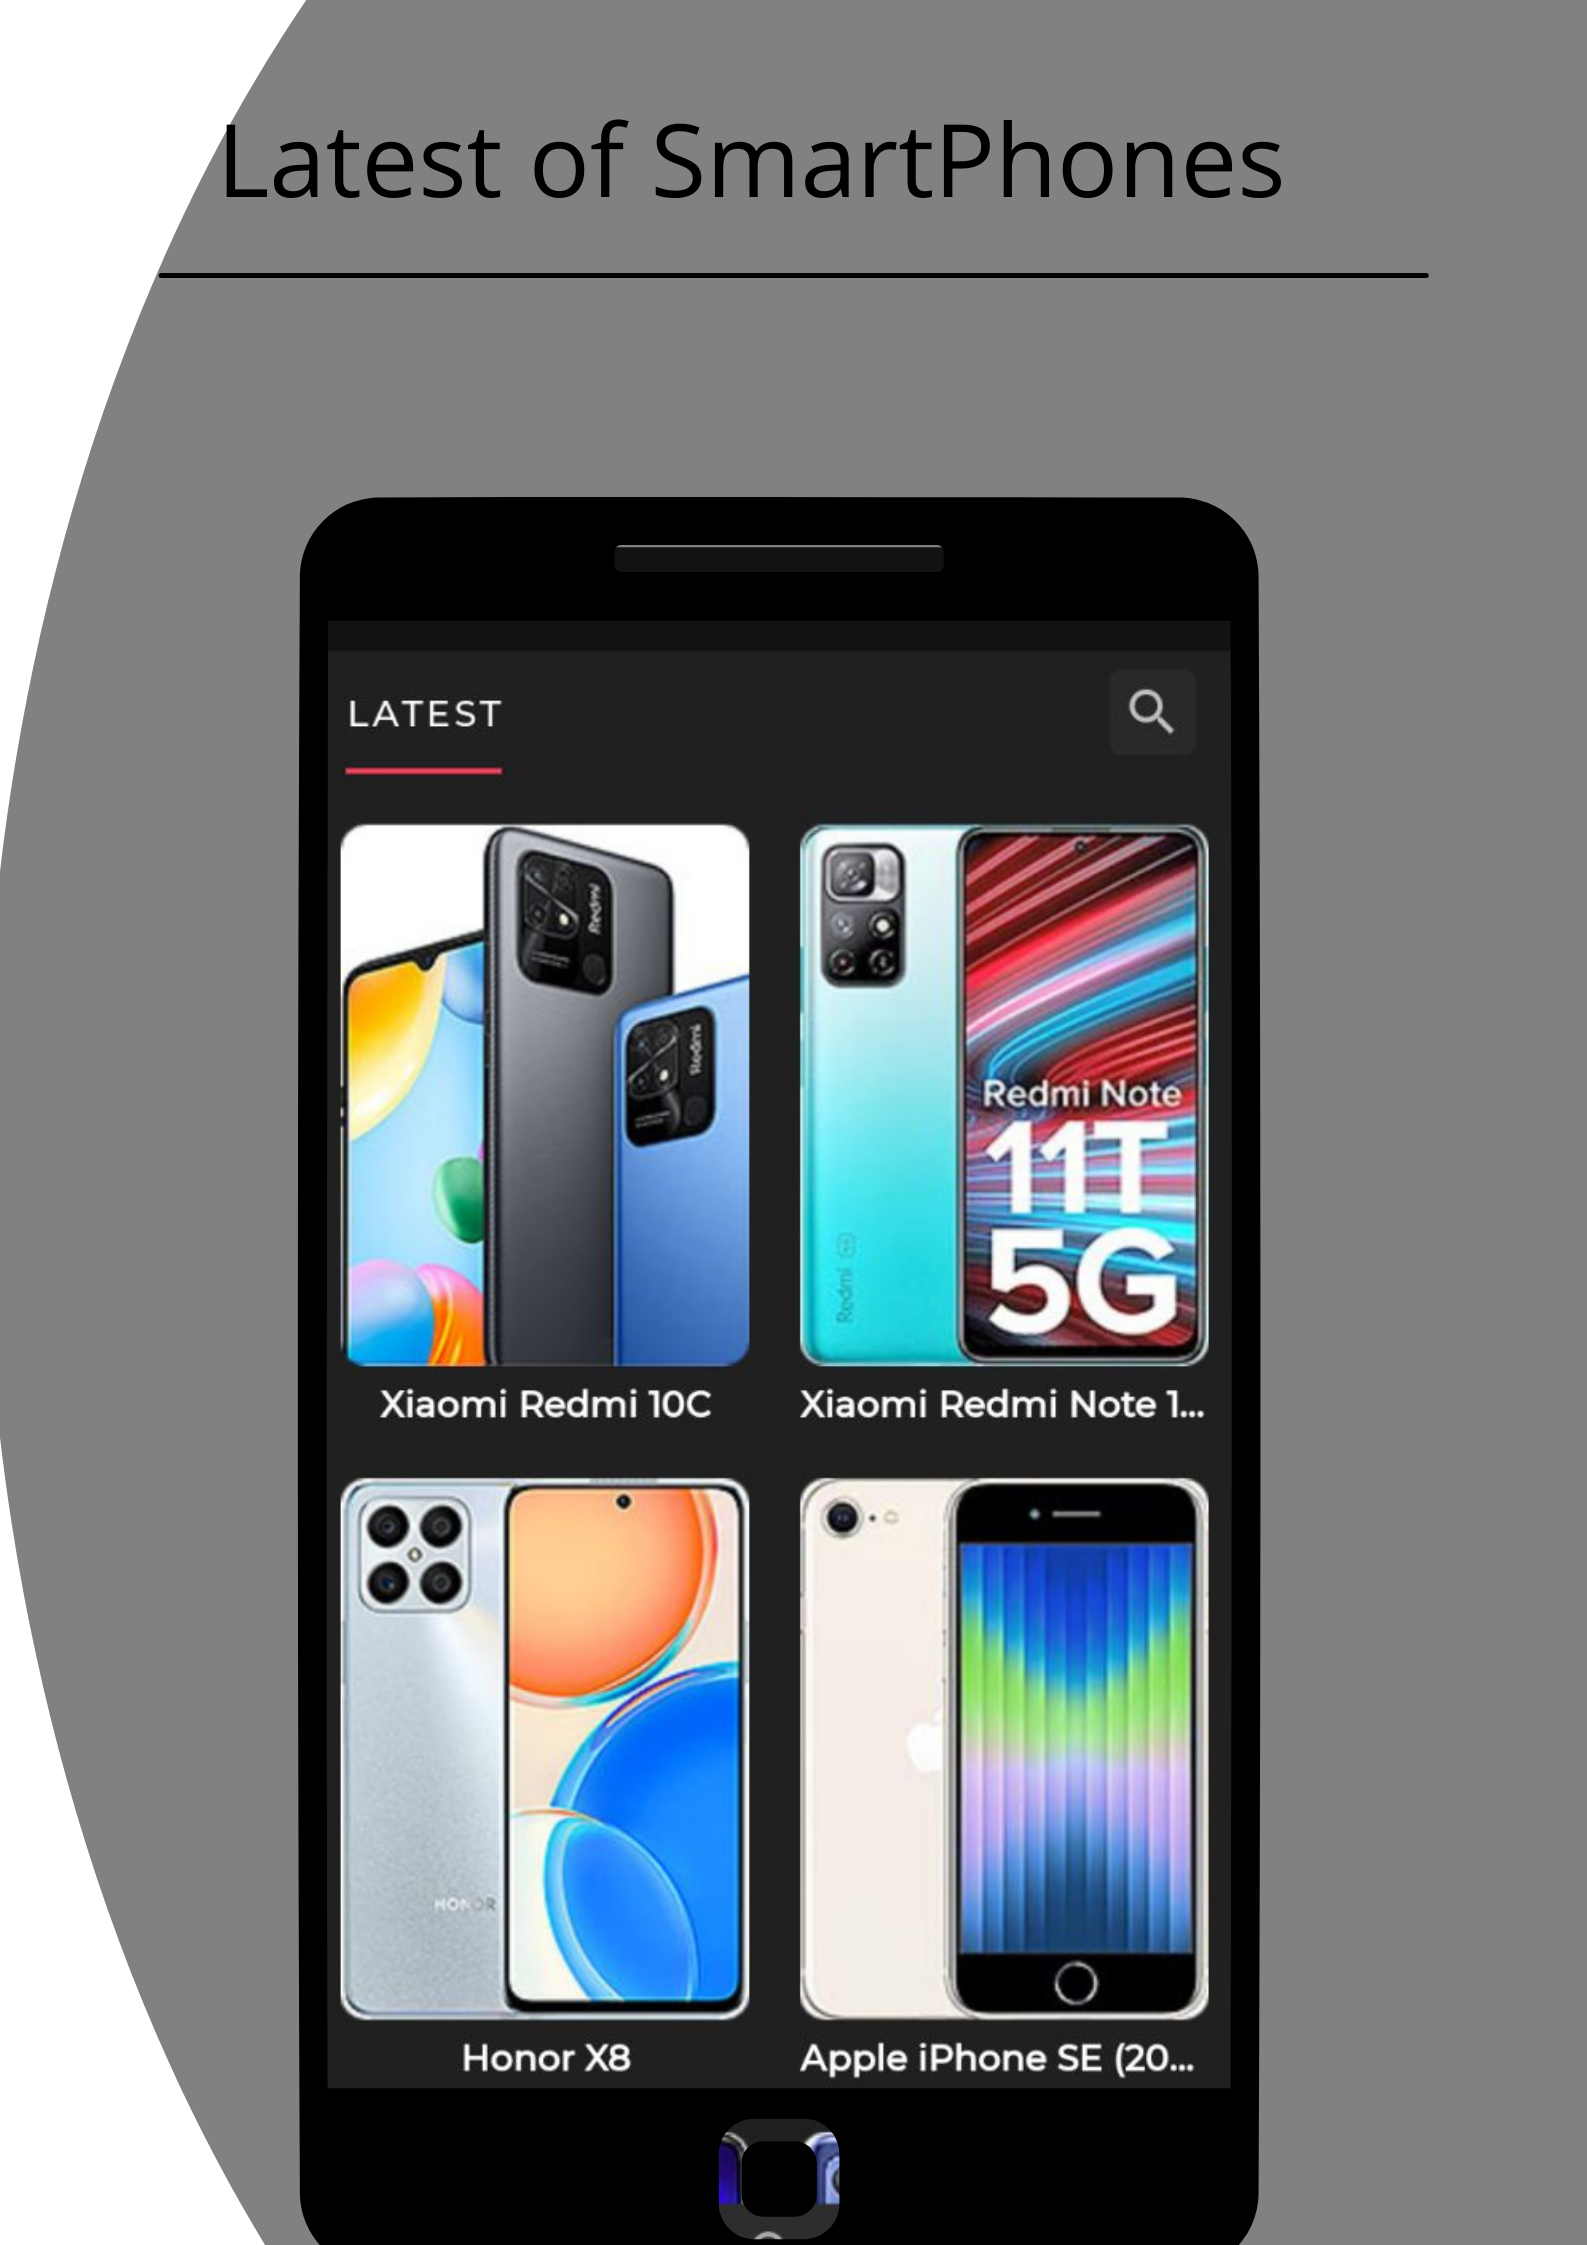 Latest of SmartPhones
LATEST
Redmi
Redmi
Redmi Note
11T
5G
Redmi
Xiaomi Redmi 10C
Xiaomi Redmi Note 1...
HONOR
Honor X8
Apple iPhone SE (20...